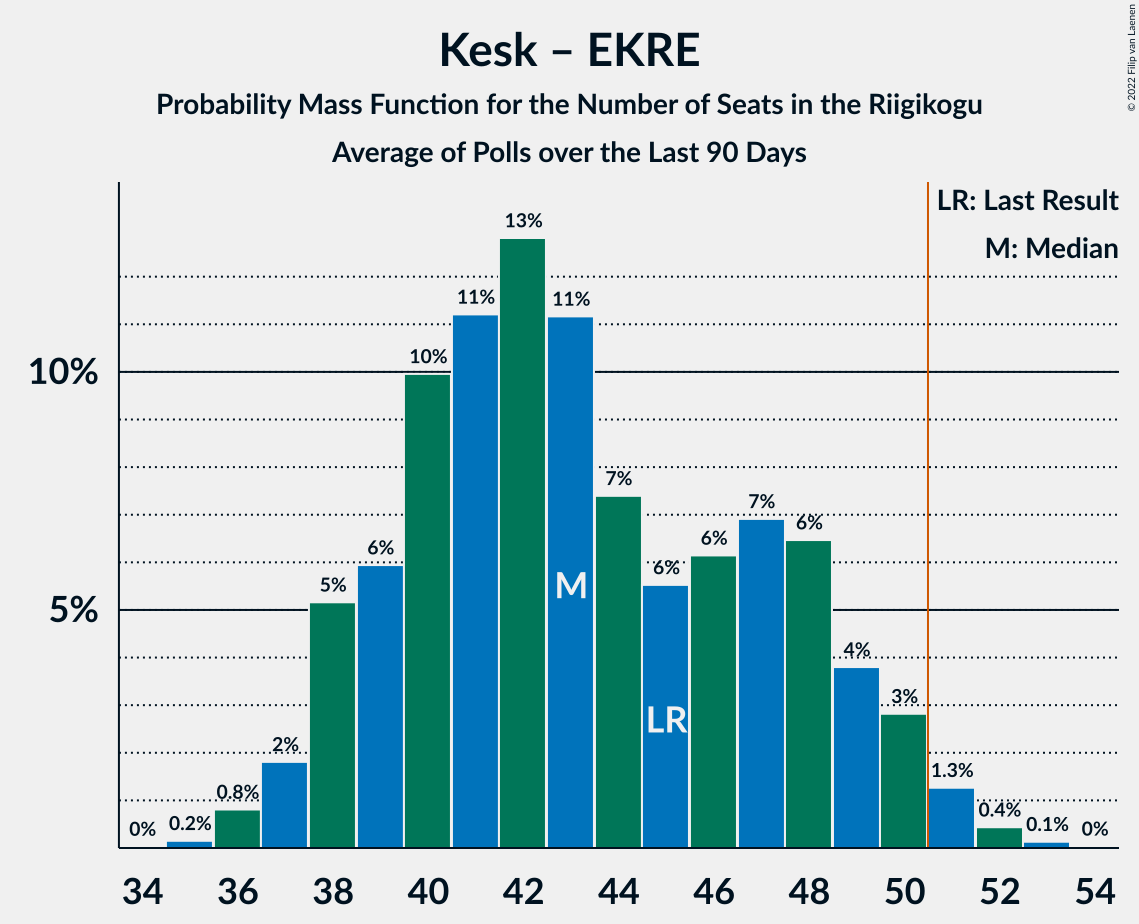 Kesk – EKRE
Probability Mass Function for the Number of Seats in the Riigikogu
Average of Polls over the Last 90 Days
© 2022 Filip van Laenen
LR: Last Result
M: Median
10%
5%
0%
0.2%
0.8%
2%
5%
6%
10%
11%
13%
11%
7%
6%
6%
7%
6%
4%
3%
1.3%
0.4%
0.1%
0%
M
LR
34 36 38 40 42 44 46 48 50 52 54